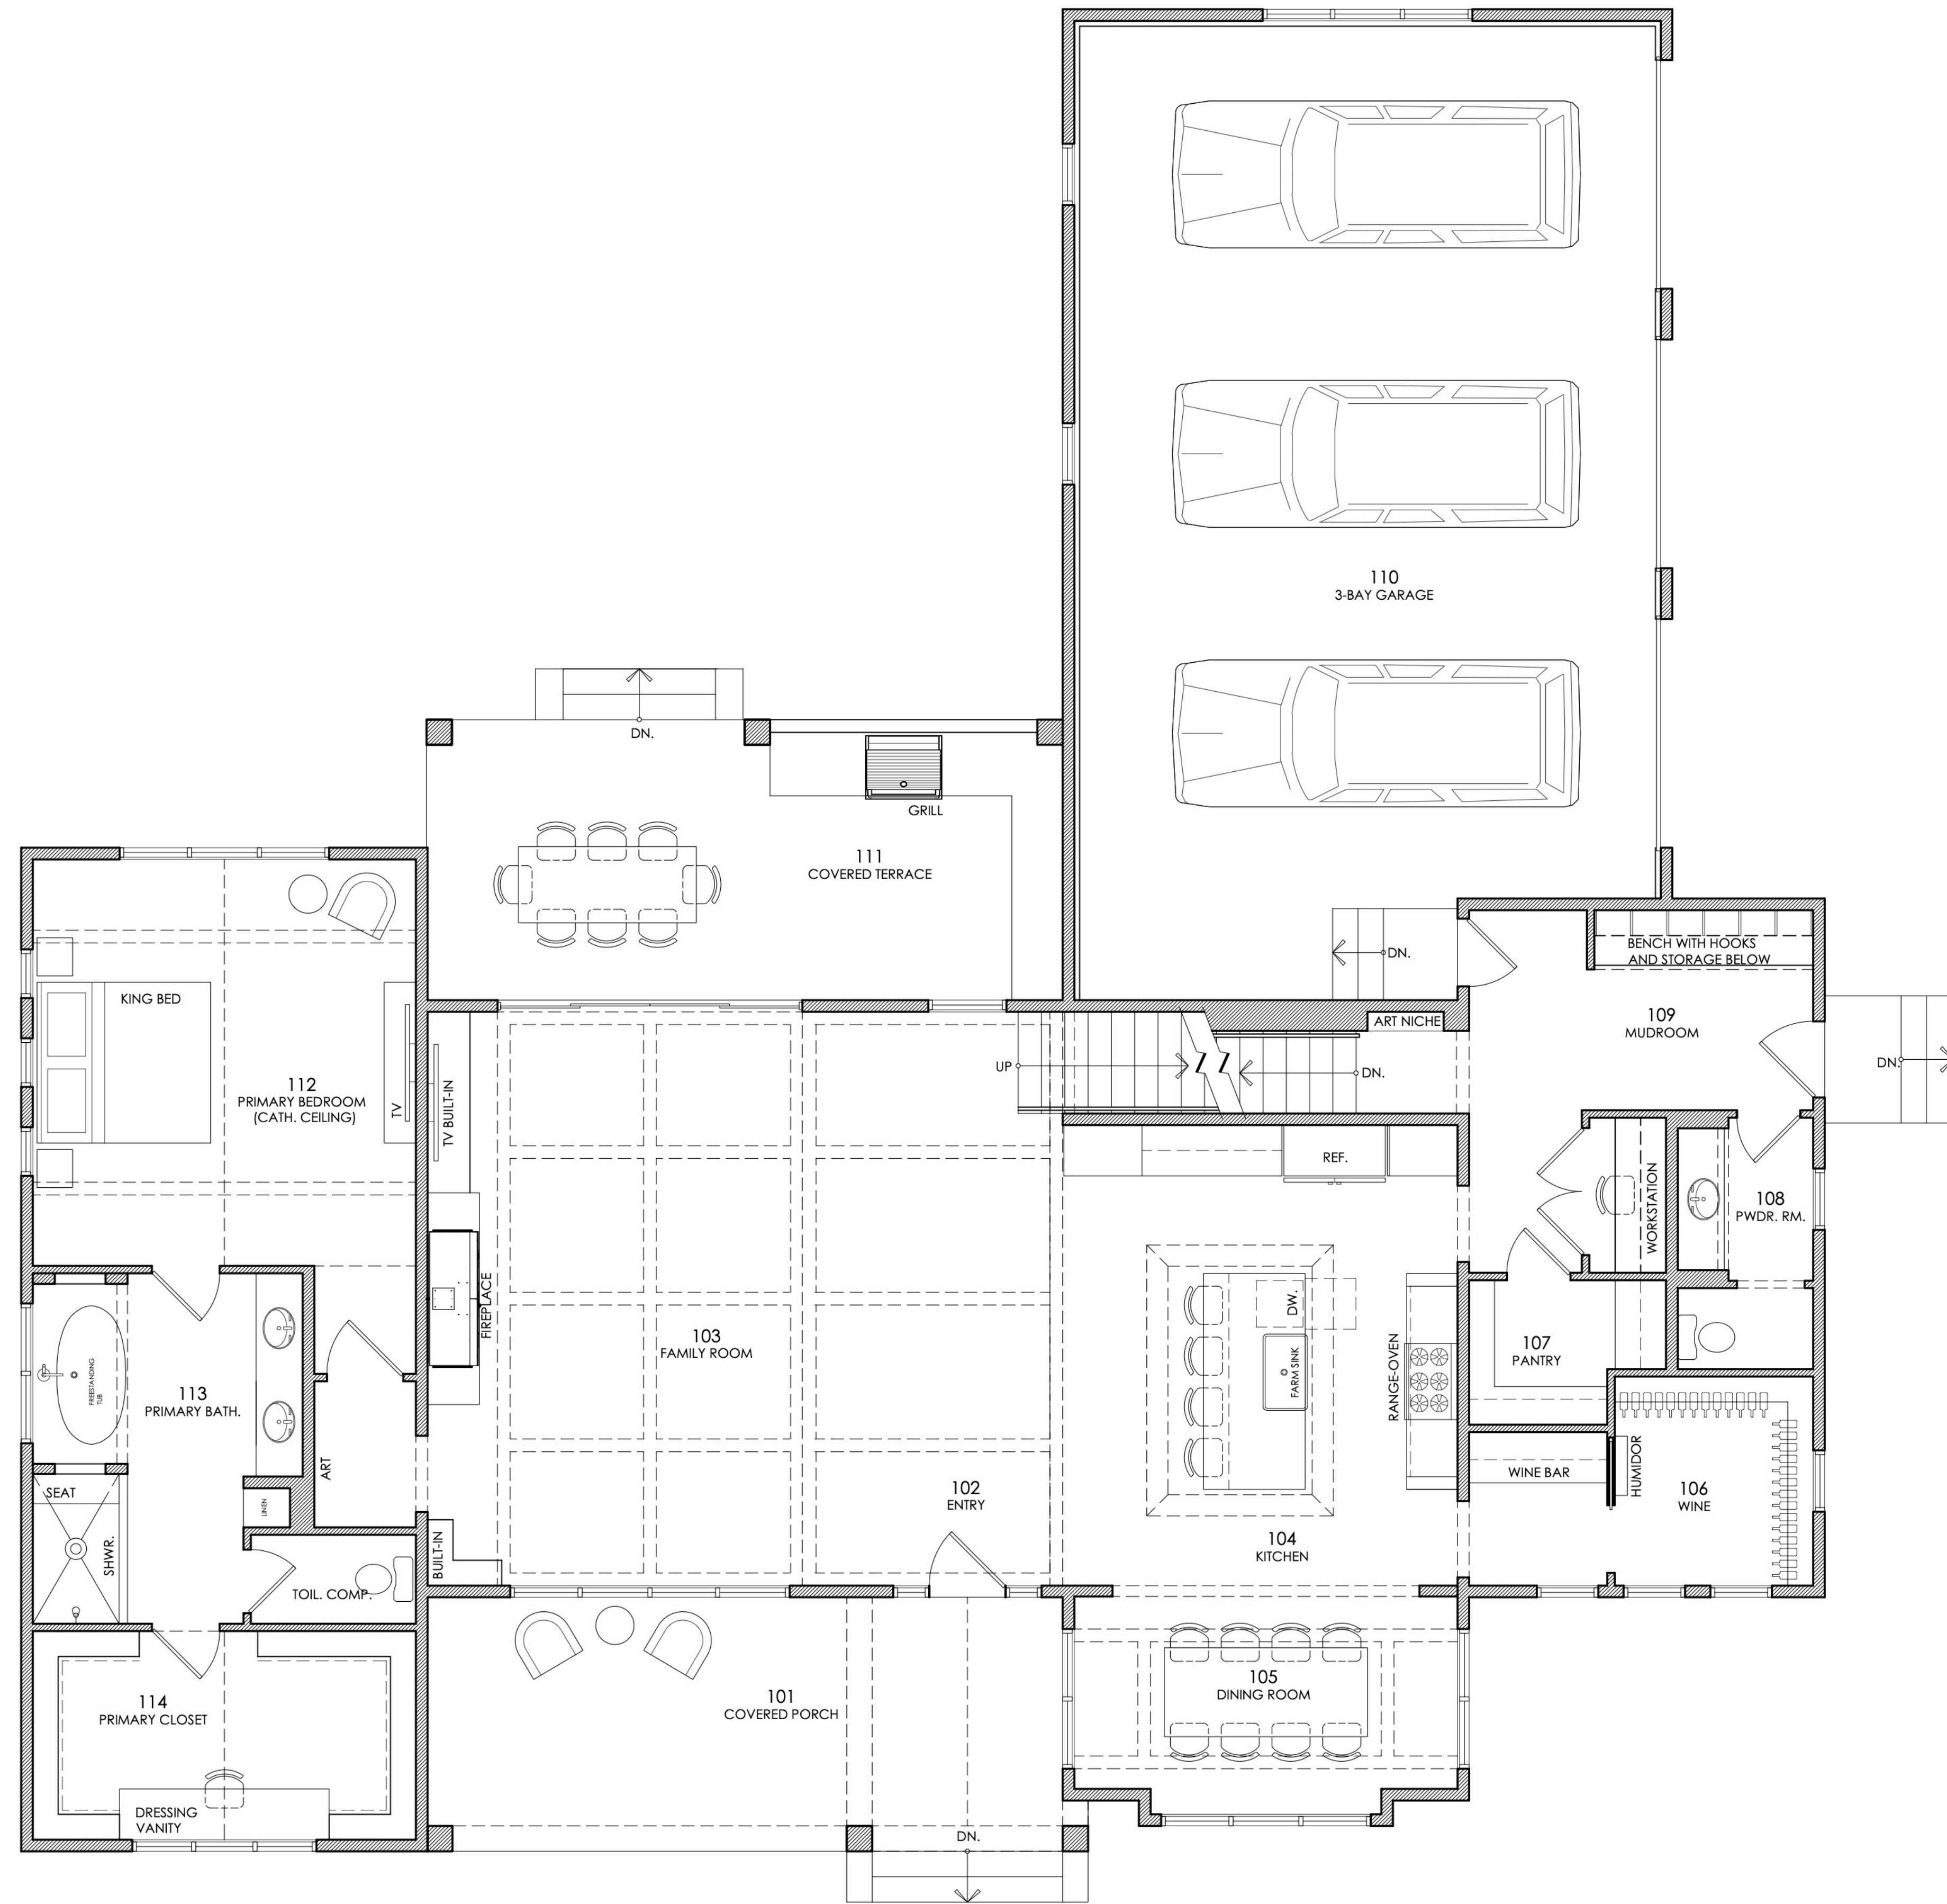 110
3-BAY GARAGE
DN.
GRILL
111
COVERED TERRACE
KING BED
112
PRIMARY BEDROOM
(CATH. CEILING)
TV
TV BUILT-IN
FIREPLACE
UP
DN.
DN.
ART NICHE
BENCH WITH HOOKS
AND STORAGE BELOW
109
MUDROOM
DN.
REF.
WORKSTATION
108
PWDR. RM.
103
FAMILY ROOM
DW.
FARM SINK
RANGE-OVEN
107
PANTRY
FREESTANDING
TUB
113
PRIMARY BATH.
ART
SEAT
LINEN
SHWR.
TOIL. COMP.
BUILT-IN
102
ENTRY
104
KITCHEN
WINE BAR
HUMIDOR
106
WINE
114
PRIMARY CLOSET
DRESSING
VANITY
101
COVERED PORCH
105
DINING ROOM
DN.